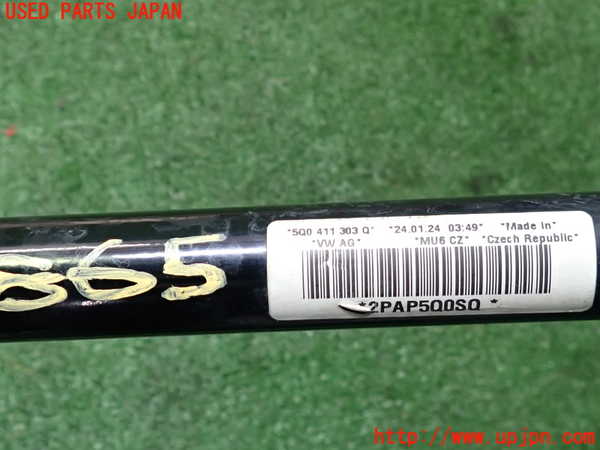 USED PARTS JAPAN
*5Q0 411 303 Q* *24.01.24 03:49* *Made in*
*VW AG* *MU6 CZ* *Czech Republic*
*2PAP5Q0SQ *
865
http://www.upjpn.com/